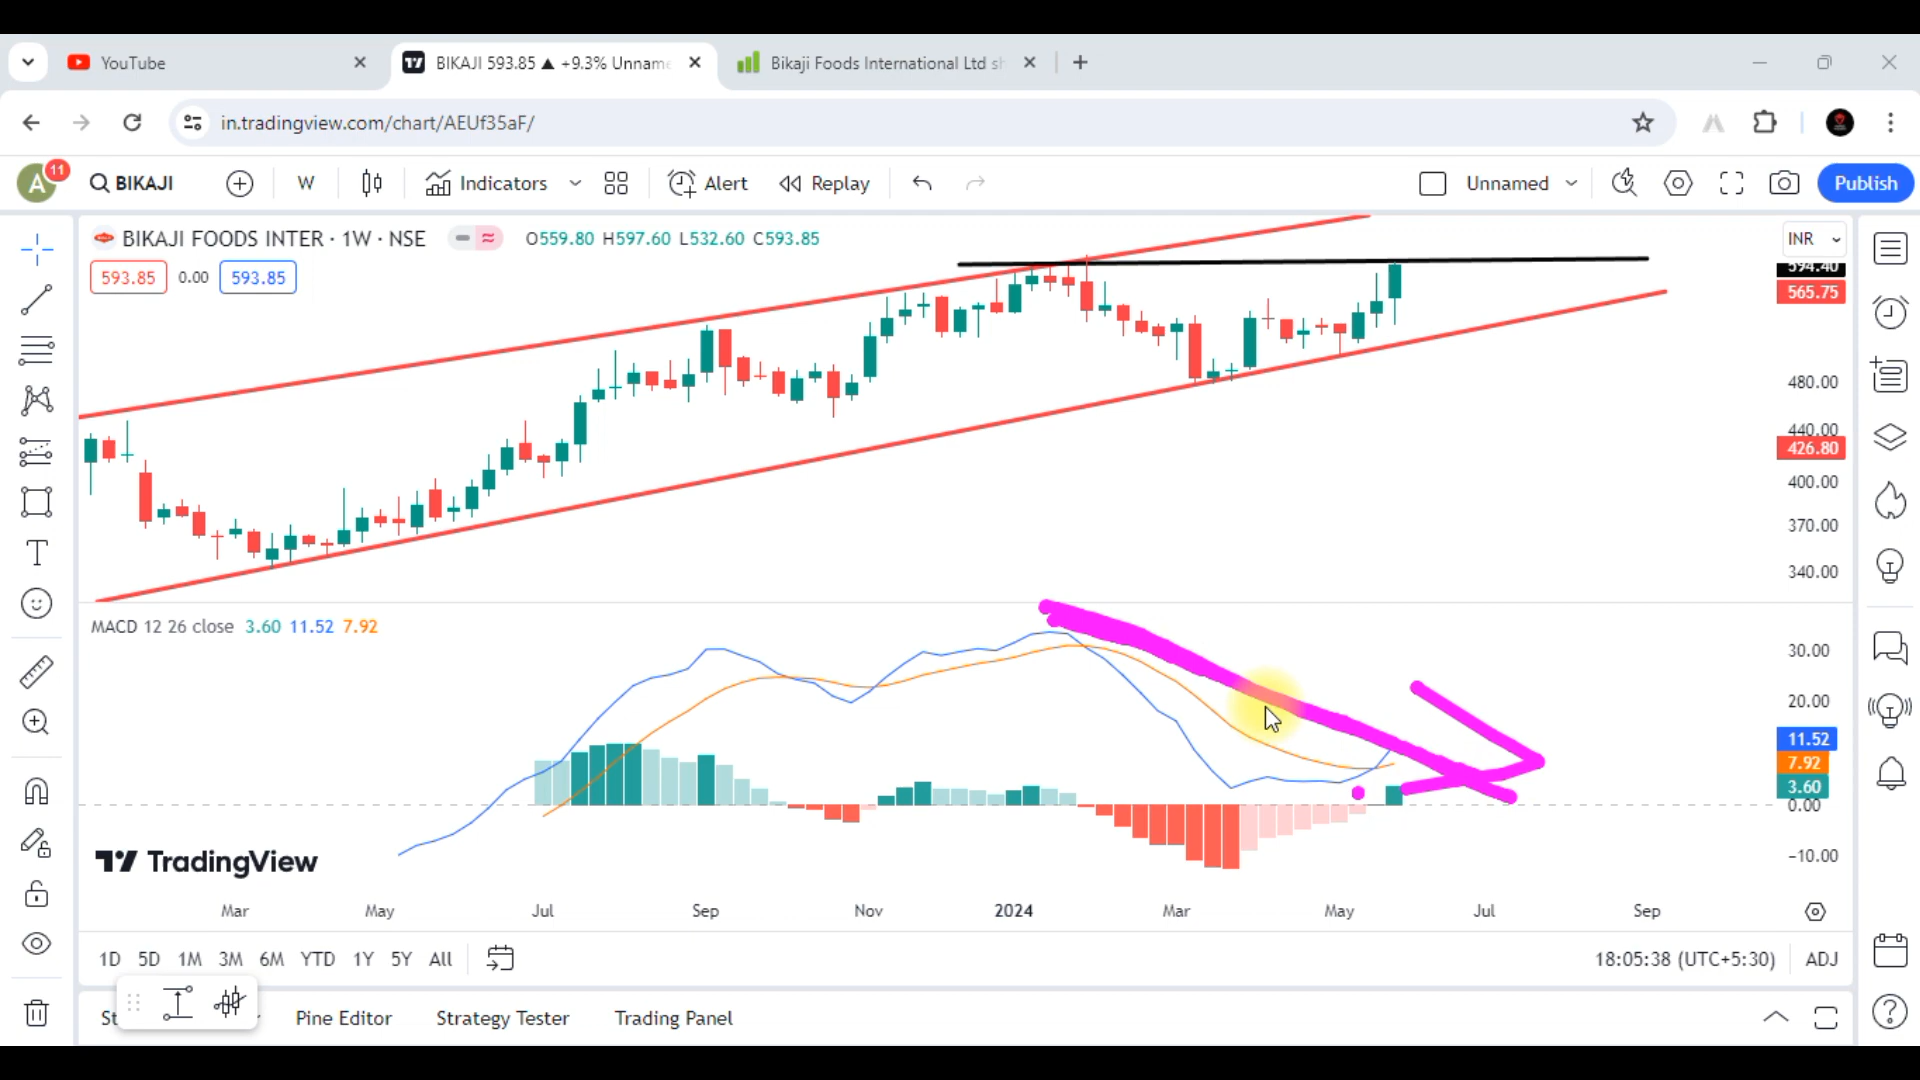 YouTube
BIKAJI 593.85 ▲ +9.3% Unname
Bikaji Foods International Ltd sh
in.tradingview.com/chart/AEUf35aF/
A
11
BIKAJI
W
Indicators
Alert
Replay
Unnamed
Publish
BIKAJI FOODS INTER · 1W · NSE
O559.80 H597.60 L532.60 C593.85
INR
593.85
0.00
593.85
594.40
565.75
480.00
440.00
426.80
400.00
370.00
340.00
MACD 12 26 close 3.60 11.52 7.92
30.00
20.00
11.52
7.92
3.60
0.00
−10.00
TradingView
Mar
May
Jul
Sep
Nov
2024
Mar
May
Jul
Sep
1D 5D 1M 3M 6M YTD 1Y 5Y All
18:05:38 (UTC+5:30)
ADJ
Pine Editor
Strategy Tester
Trading Panel